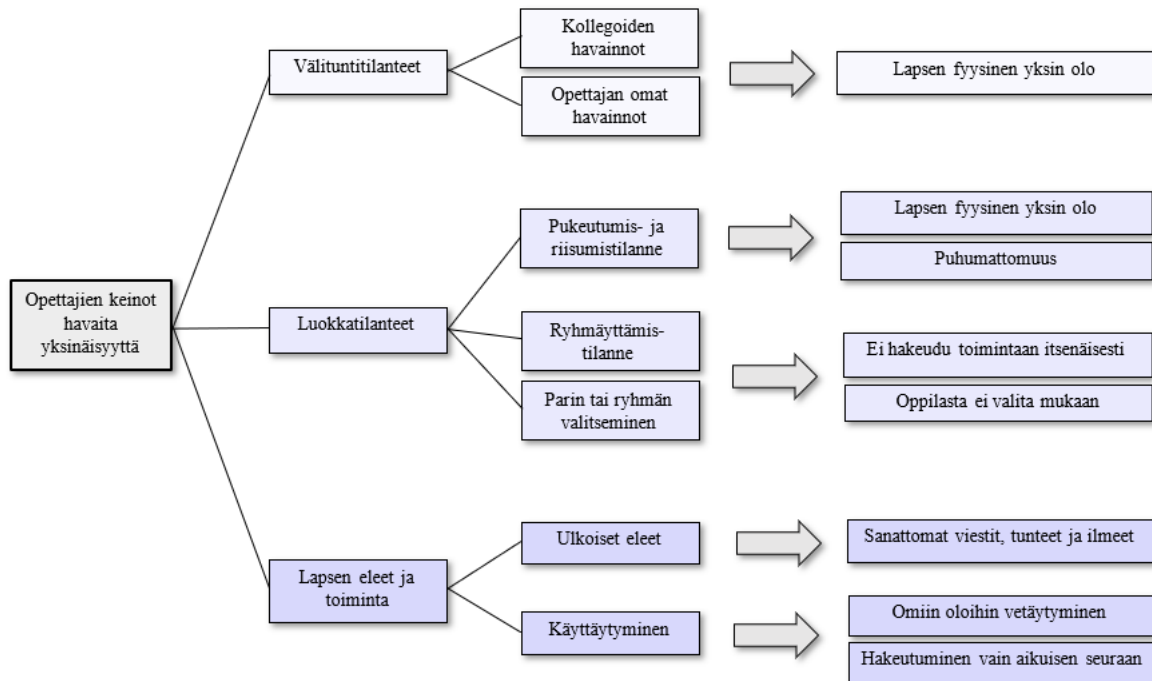 Opettajien keinot
havaita
yksinäisyyttä
Välituntitilanteet
Kollegoiden
havainnot
Opettajan omat
havainnot
Lapsen fyysinen yksin olo
Luokkatilanteet
Pukeutumis- ja
riisumistilanne
Lapsen fyysinen yksin olo
Puhumattomuus
Ryhmäyttämis-
tilanne
Parin tai ryhmän
valitseminen
Ei hakeudu toimintaan itsenäisesti
Oppilasta ei valita mukaan
Lapsen eleet ja
toiminta
Ulkoiset eleet
Sanattomat viestit, tunteet ja ilmeet
Käyttäytyminen
Omiin oloihin vetäytyminen
Hakeutuminen vain aikuisen seuraan